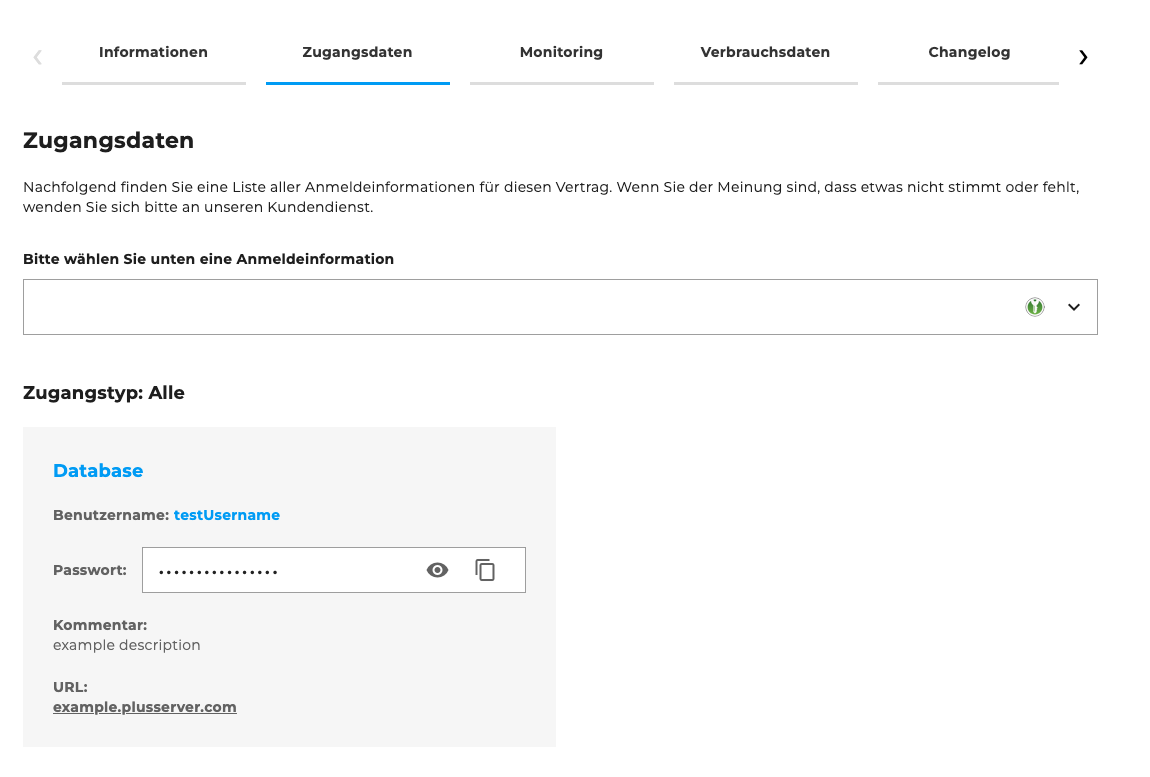 Informationen Zugangsdaten Monitoring Verbrauchsdaten Changelog
Zugangsdaten
Nachfolgend finden Sie eine Liste aller Anmeldeinformationen für diesen Vertrag. Wenn Sie der Meinung sind, dass etwas nicht stimmt oder fehlt,
wenden Sie sich bitte an unseren Kundendienst.
Bitte wählen Sie unten eine Anmeldeinformation
Zugangstyp: Alle
Database
Benutzername: testUsername
Passwort: ••••••••••••••••
Kommentar:
example description
URL:
example.plusserver.com